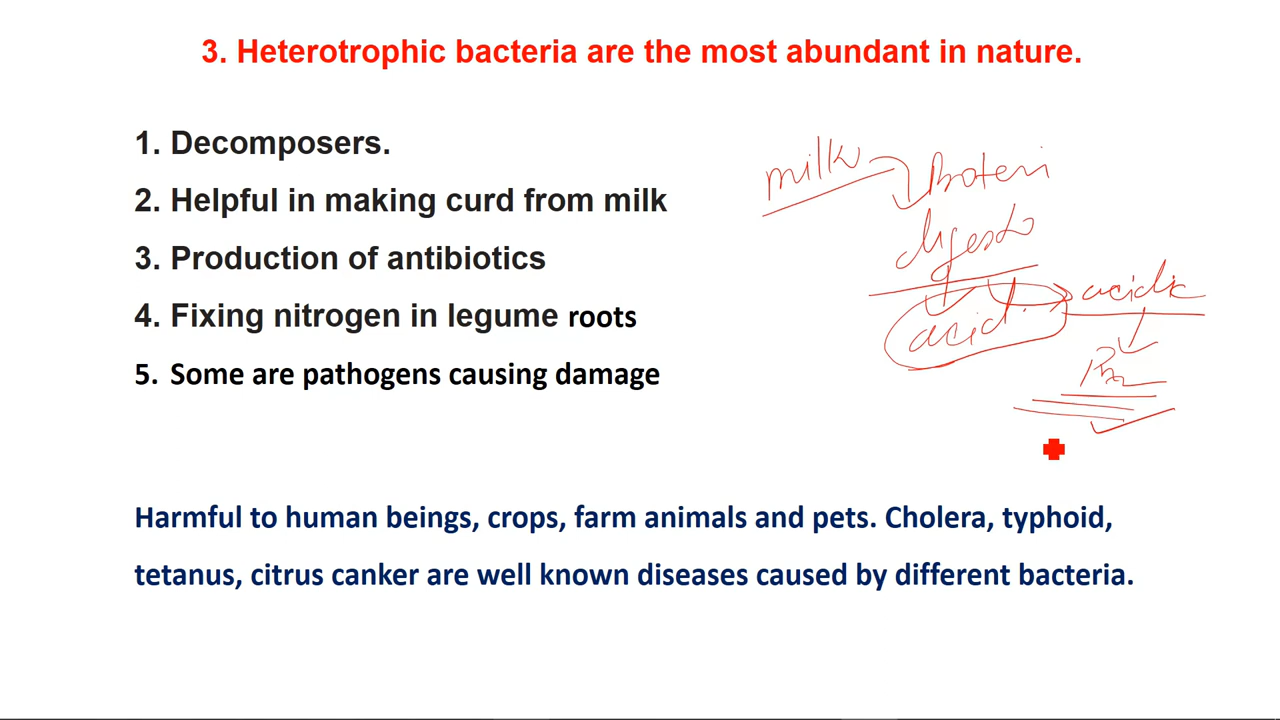 3. Heterotrophic bacteria are the most abundant in nature.
1. Decomposers.
2. Helpful in making curd from milk
3. Production of antibiotics
4. Fixing nitrogen in legume roots
5. Some are pathogens causing damage
milk
Protein
acid
acidic
Harmful to human beings, crops, farm animals and pets. Cholera, typhoid,
tetanus, citrus canker are well known diseases caused by different bacteria.